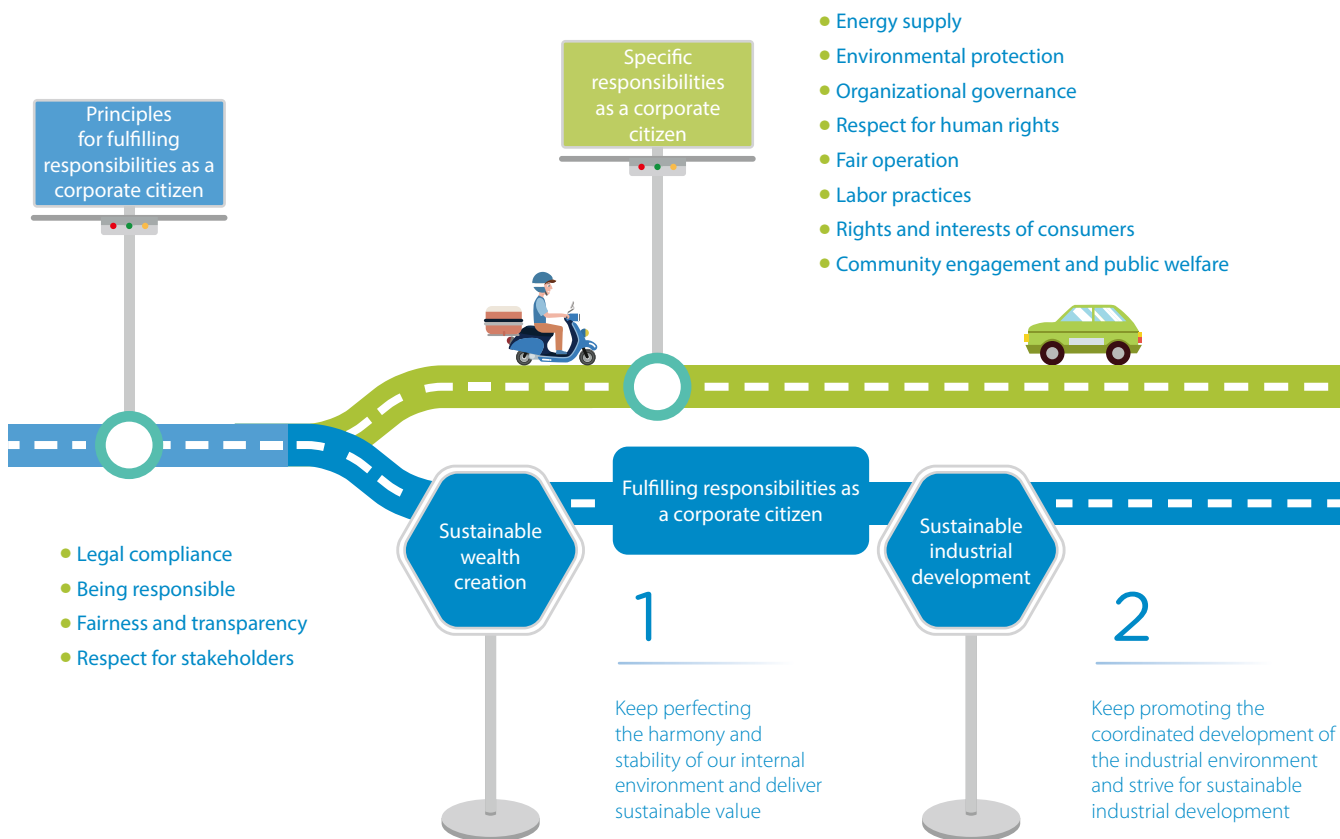 Principles
for fulfilling
responsibilities as a
corporate citizen
Specific
responsibilities
as a corporate
citizen
Energy supply
Environmental protection
Organizational governance
Respect for human rights
Fair operation
Labor practices
Rights and interests of consumers
Community engagement and public welfare
Legal compliance
Being responsible
Fairness and transparency
Respect for stakeholders
Sustainable
wealth
creation
Fulfilling responsibilities as
a corporate citizen
Sustainable
industrial
development
1
Keep perfecting
the harmony and
stability of our internal
environment and deliver
sustainable value
2
Keep promoting the
coordinated development of
the industrial environment
and strive for sustainable
industrial development